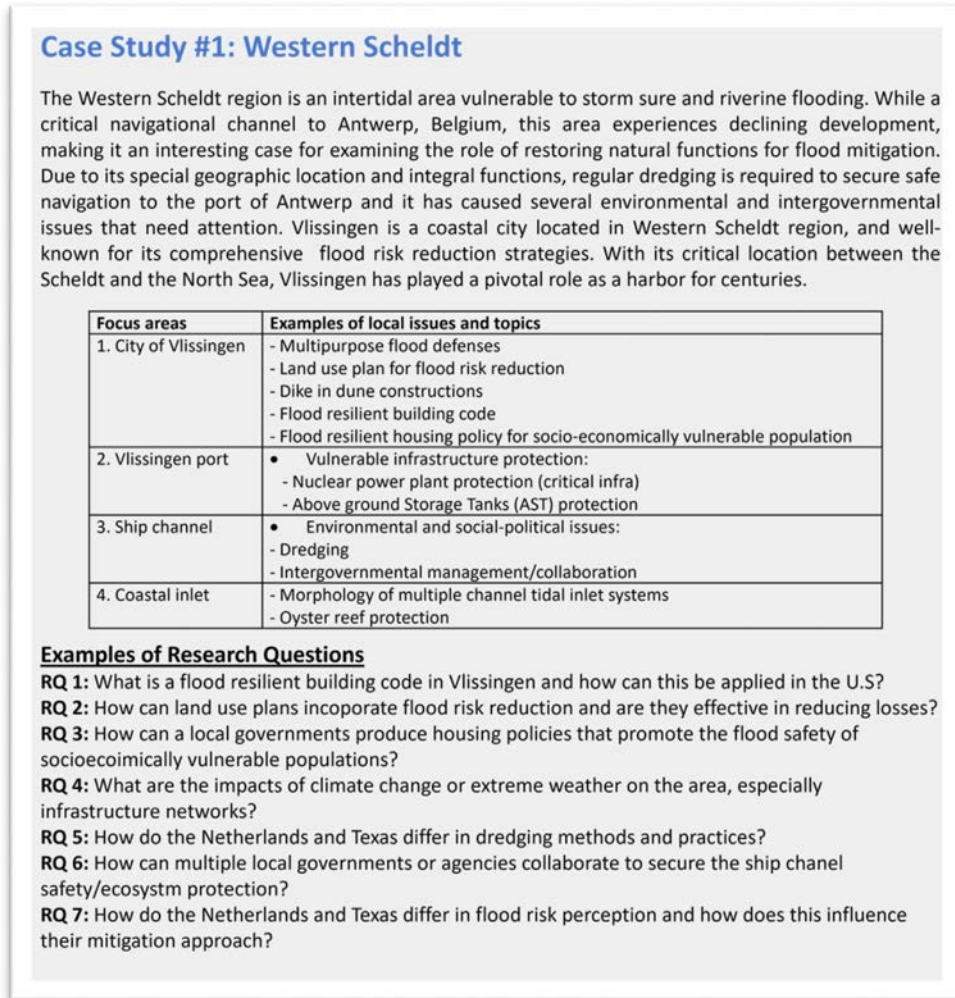 Case Study #1: Western Scheldt
The Western Scheldt region is an intertidal area vulnerable to storm sure and riverine flooding. While a
critical navigational channel to Antwerp, Belgium, this area experiences declining development,
making it an interesting case for examining the role of restoring natural functions for flood mitigation.
Due to its special geographic location and integral functions, regular dredging is required to secure safe
navigation to the port of Antwerp and it has caused several environmental and intergovernmental
issues that need attention. Vlissingen is a coastal city located in Western Scheldt region, and well-
known for its comprehensive flood risk reduction strategies. With its critical location between the
Scheldt and the North Sea, Vlissingen has played a pivotal role as a harbor for centuries.
Focus areas Examples of local issues and topics
1. City of Vlissingen - Multipurpose flood defenses
- Land use plan for flood risk reduction
- Dike in dune constructions
- Flood resilient building code
- Flood resilient housing policy for socio-economically vulnerable population
2. Vlissingen port • Vulnerable infrastructure protection:
- Nuclear power plant protection (critical infra)
- Above ground Storage Tanks (AST) protection
3. Ship channel • Environmental and social-political issues:
- Dredging
- Intergovernmental management/collaboration
4. Coastal inlet - Morphology of multiple channel tidal inlet systems
- Oyster reef protection
Examples of Research Questions
RQ 1: What is a flood resilient building code in Vlissingen and how can this be applied in the U.S?
RQ 2: How can land use plans incoporate flood risk reduction and are they effective in reducing losses?
RQ 3: How can a local governments produce housing policies that promote the flood safety of
socioecoimically vulnerable populations?
RQ 4: What are the impacts of climate change or extreme weather on the area, especially
infrastructure networks?
RQ 5: How do the Netherlands and Texas differ in dredging methods and practices?
RQ 6: How can multiple local governments or agencies collaborate to secure the ship chanel
safety/ecosystm protection?
RQ 7: How do the Netherlands and Texas differ in flood risk perception and how does this influence
their mitigation approach?